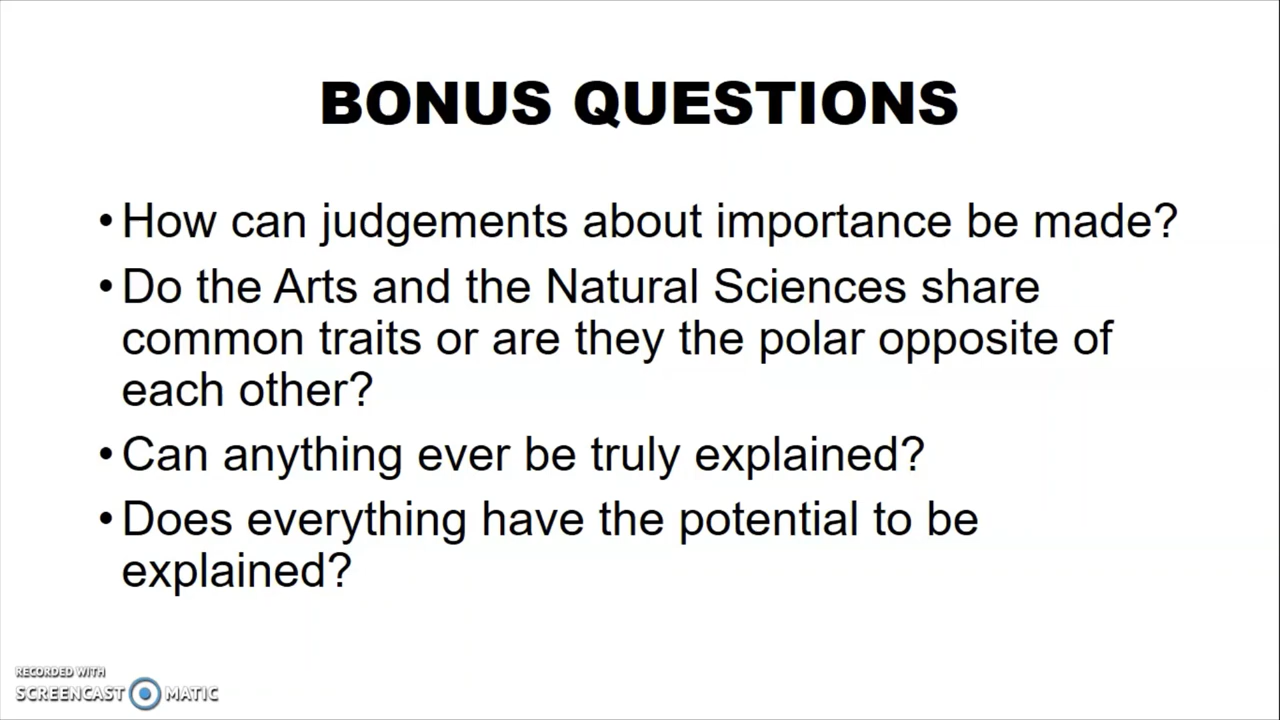 BONUS QUESTIONS
•How can judgements about importance be made?
•Do the Arts and the Natural Sciences share
common traits or are they the polar opposite of
each other?
•Can anything ever be truly explained?
•Does everything have the potential to be
explained?
RECORDED WITH
SCREENCAST MATIC